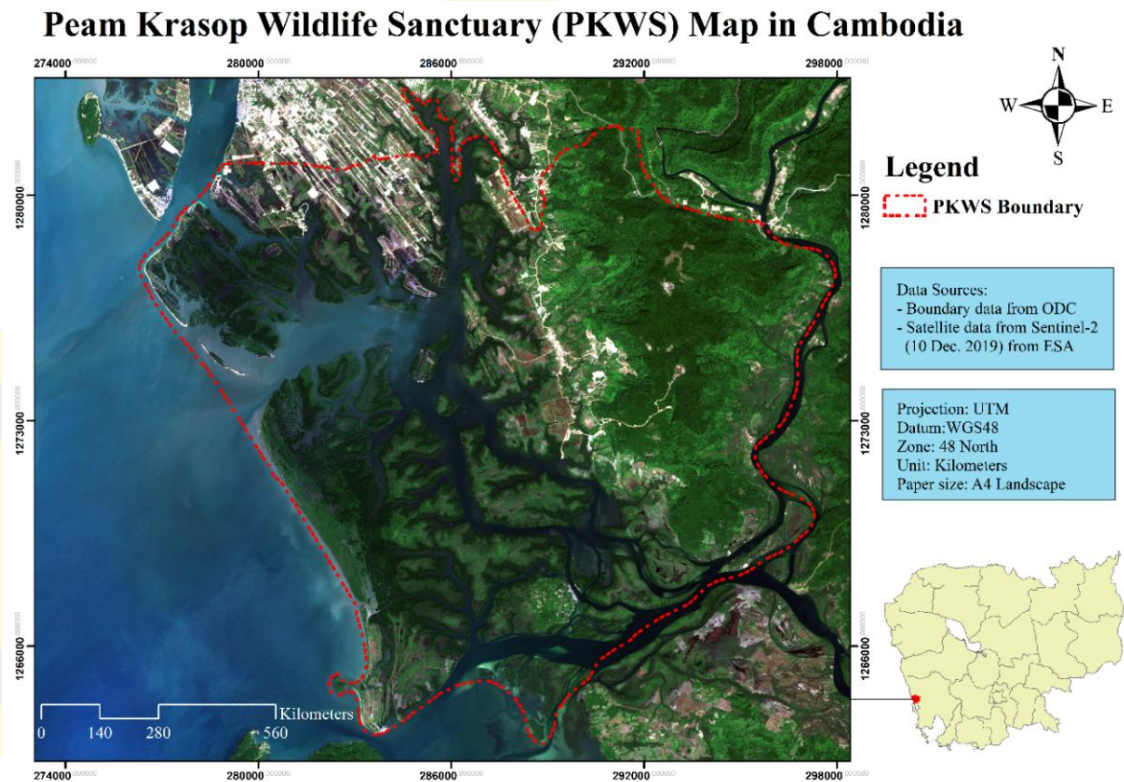 Peam Krasop Wildlife Sanctuary (PKWS) Map in Cambodia
274000 280000 286000 292000 298000
N
W E
S
Legend
PKWS Boundary
1280000 1280000
Data Sources:
- Boundary data from ODC
- Satellite data from Sentinel-2
(10 Dec. 2019) from ESA
1273000 1273000
Projection: UTM
Datum:WGS48
Zone: 48 North
Unit: Kilometers
Paper size: A4 Landscape
1266000 1266000
Kilometers
0 140 280 560
274000 280000 286000 292000 298000